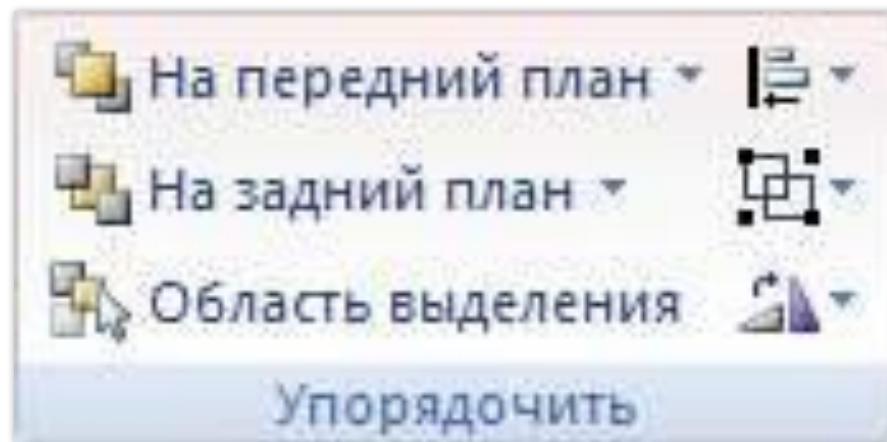 На передний план
На задний план
Область выделения
Упорядочить